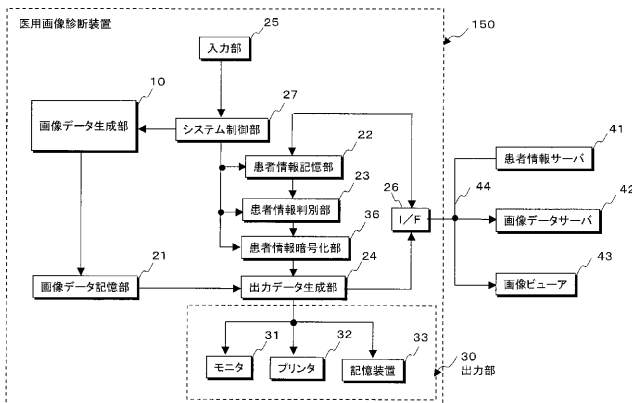 医用画像診断装置
25
入力部
150
10
画像データ生成部
27
システム制御部
22
患者情報記憶部
41
患者情報サーバ
23
患者情報判別部
26
I/F
44
42
画像データサーバ
36
患者情報暗号化部
21
画像データ記憶部
24
出力データ生成部
43
画像ビューア
31
モニタ
32
プリンタ
33
記憶装置
30
出力部